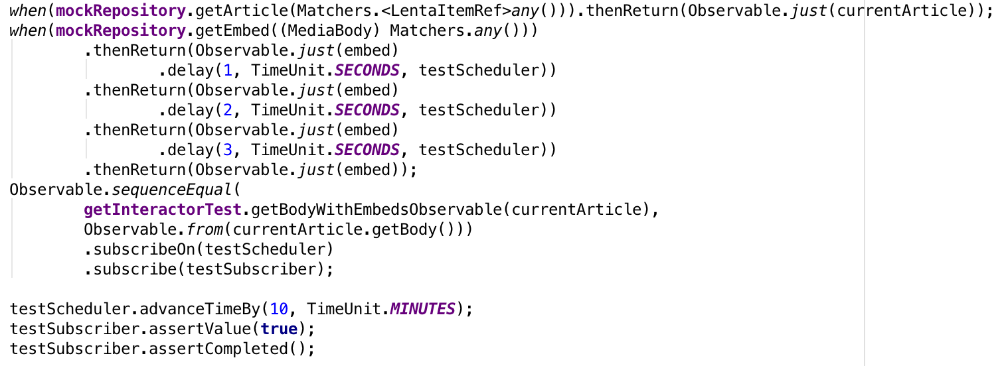 when(mockRepository.getArticle(Matchers.<LentaItemRef>any())).thenReturn(Observable.just(currentArticle));
when(mockRepository.getEmbed((MediaBody) Matchers.any()))
        .thenReturn(Observable.just(embed)
                .delay(1, TimeUnit.SECONDS, testScheduler))
        .thenReturn(Observable.just(embed)
                .delay(2, TimeUnit.SECONDS, testScheduler))
        .thenReturn(Observable.just(embed)
                .delay(3, TimeUnit.SECONDS, testScheduler))
        .thenReturn(Observable.just(embed));
Observable.sequenceEqual(
        getInteractorTest.getBodyWithEmbedsObservable(currentArticle),
        Observable.from(currentArticle.getBody()))
        .subscribeOn(testScheduler)
        .subscribe(testSubscriber);

testScheduler.advanceTimeBy(10, TimeUnit.MINUTES);
testSubscriber.assertValue(true);
testSubscriber.assertCompleted();